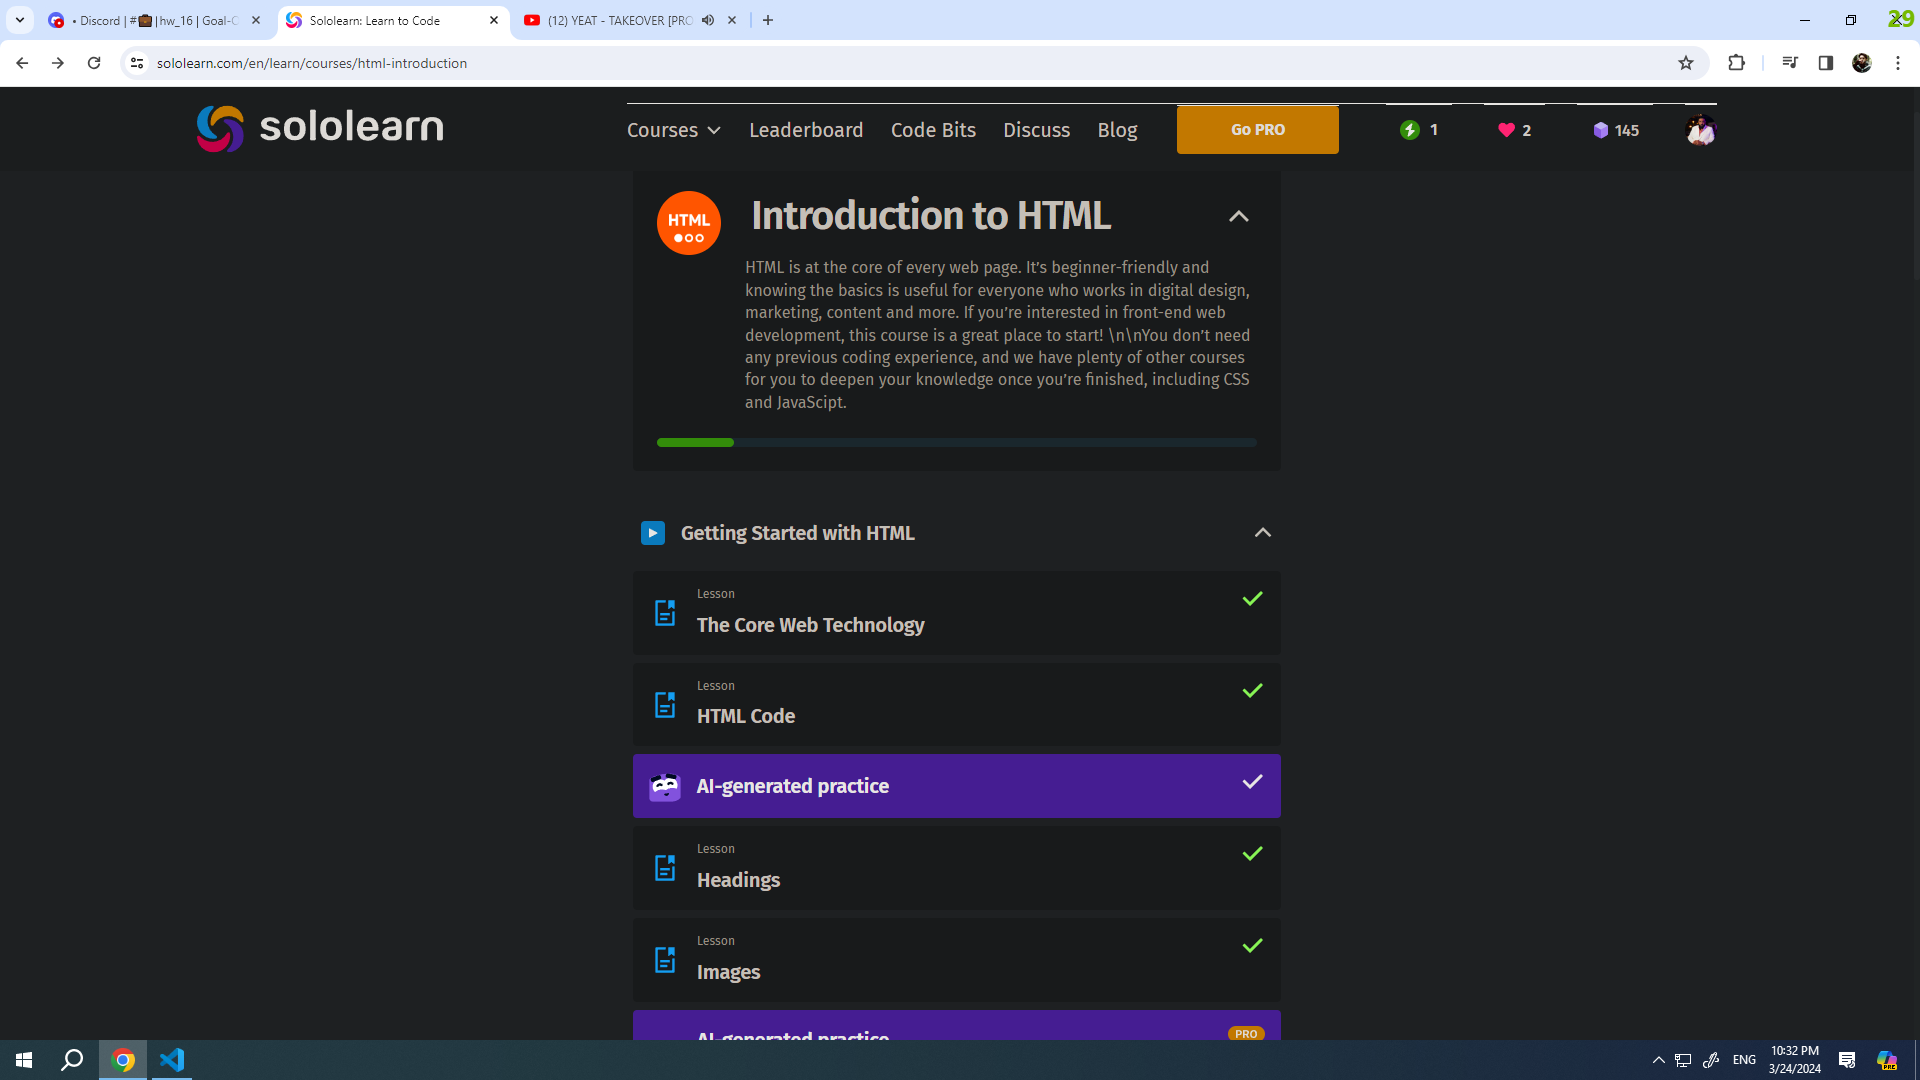 • Discord | #💼|hw_16 | Goal-O
Sololearn: Learn to Code
(12) YEAT - TAKEOVER [PRO
29
sololearn.com/en/learn/courses/html-introduction
sololearn
Courses
Leaderboard
Code Bits
Discuss
Blog
Go PRO
1
2
145
HTML
Introduction to HTML
HTML is at the core of every web page. It’s beginner-friendly and
knowing the basics is useful for everyone who works in digital design,
marketing, content and more. If you’re interested in front-end web
development, this course is a great place to start! \n\nYou don’t need
any previous coding experience, and we have plenty of other courses
for you to deepen your knowledge once you’re finished, including CSS
and JavaScipt.
Getting Started with HTML
Lesson
The Core Web Technology
Lesson
HTML Code
AI-generated practice
Lesson
Headings
Lesson
Images
AI-generated practice
PRO
ENG
10:32 PM
3/24/2024
PRE